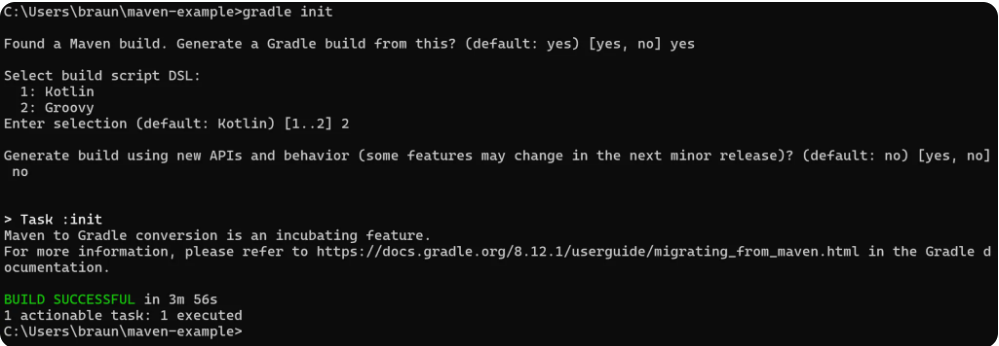 C:\Users\braun\maven-example>gradle init
Found a Maven build. Generate a Gradle build from this? (default: yes) [yes, no] yes
Select build script DSL:
  1: Kotlin
  2: Groovy
Enter selection (default: Kotlin) [1..2] 2
Generate build using new APIs and behavior (some features may change in the next minor release)? (default: no) [yes, no]
 no
> Task :init
Maven to Gradle conversion is an incubating feature.
For more information, please refer to https://docs.gradle.org/8.12.1/userguide/migrating_from_maven.html in the Gradle d
ocumentation.
BUILD SUCCESSFUL in 3m 56s
1 actionable task: 1 executed
C:\Users\braun\maven-example>